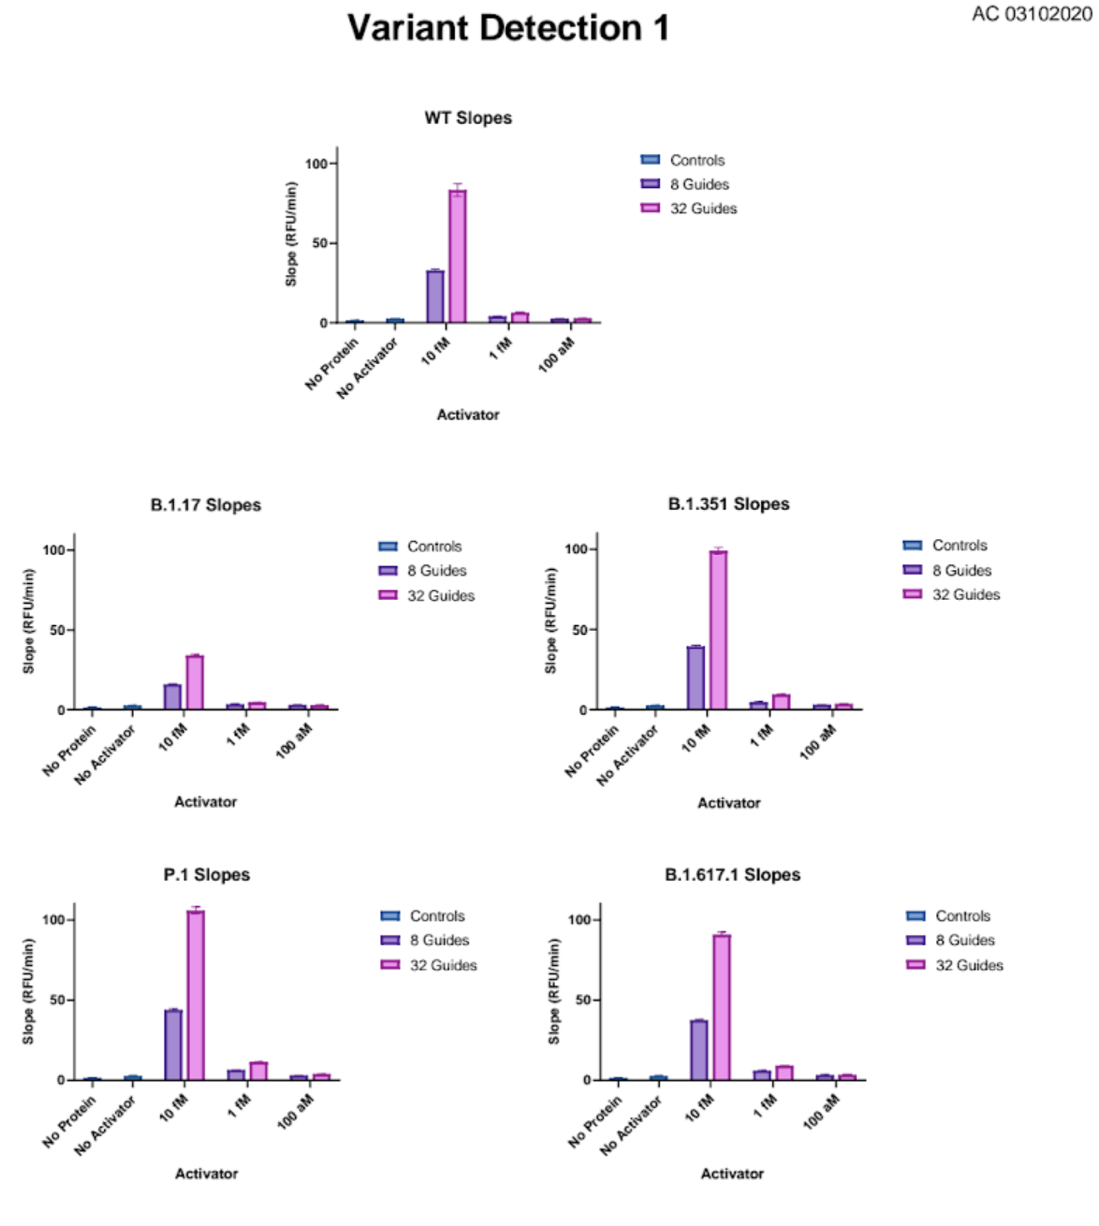 Variant Detection 1
AC 03102020
WT Slopes
Slope (RFU/min)
100
50
0
No Protein
No Activator
10 fM
1 fM
100 aM
Activator
Controls
8 Guides
32 Guides
B.1.17 Slopes
Slope (RFU/min)
100
50
0
No Protein
No Activator
10 fM
1 fM
100 aM
Activator
Controls
8 Guides
32 Guides
B.1.351 Slopes
Slope (RFU/min)
100
50
0
No Protein
No Activator
10 fM
1 fM
100 aM
Activator
Controls
8 Guides
32 Guides
P.1 Slopes
Slope (RFU/min)
100
50
0
No Protein
No Activator
10 fM
1 fM
100 aM
Activator
Controls
8 Guides
32 Guides
B.1.617.1 Slopes
Slope (RFU/min)
100
50
0
No Protein
No Activator
10 fM
1 fM
100 aM
Activator
Controls
8 Guides
32 Guides